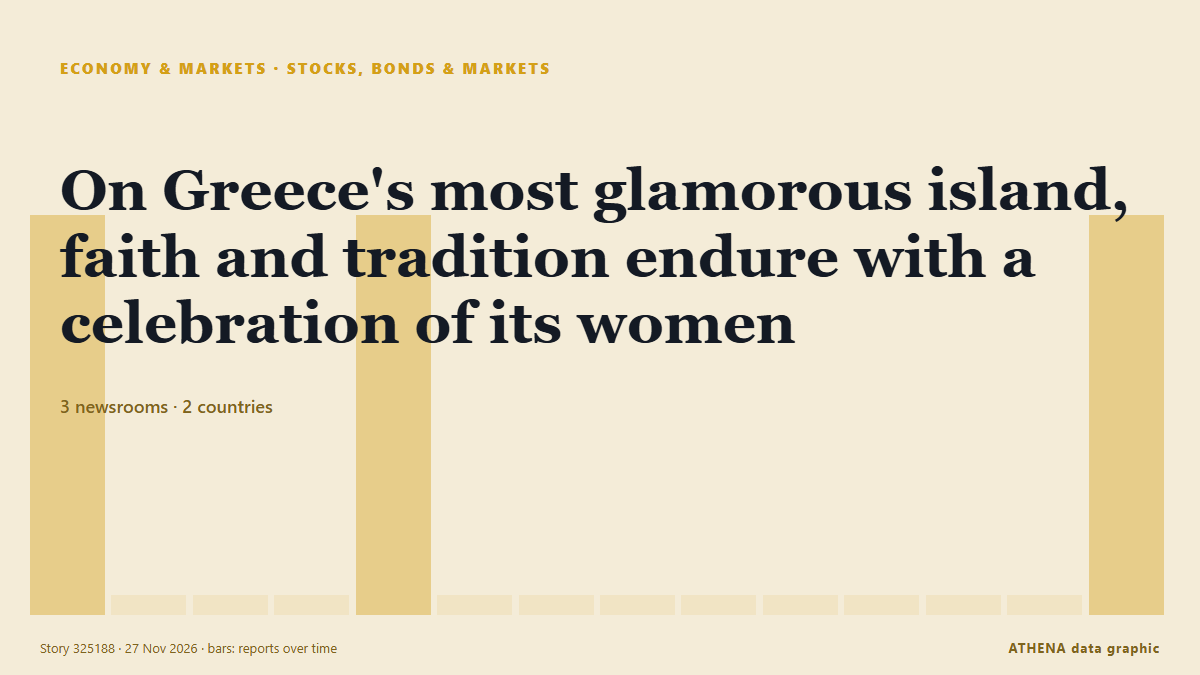 ECONOMY & MARKETS · STOCKS, BONDS & MARKETS
On Greece's most glamorous island,
faith and tradition endure with a
celebration of its women
3 newsrooms · 2 countries
Story 325188 · 27 Nov 2026 · bars: reports over time
ATHENA data graphic